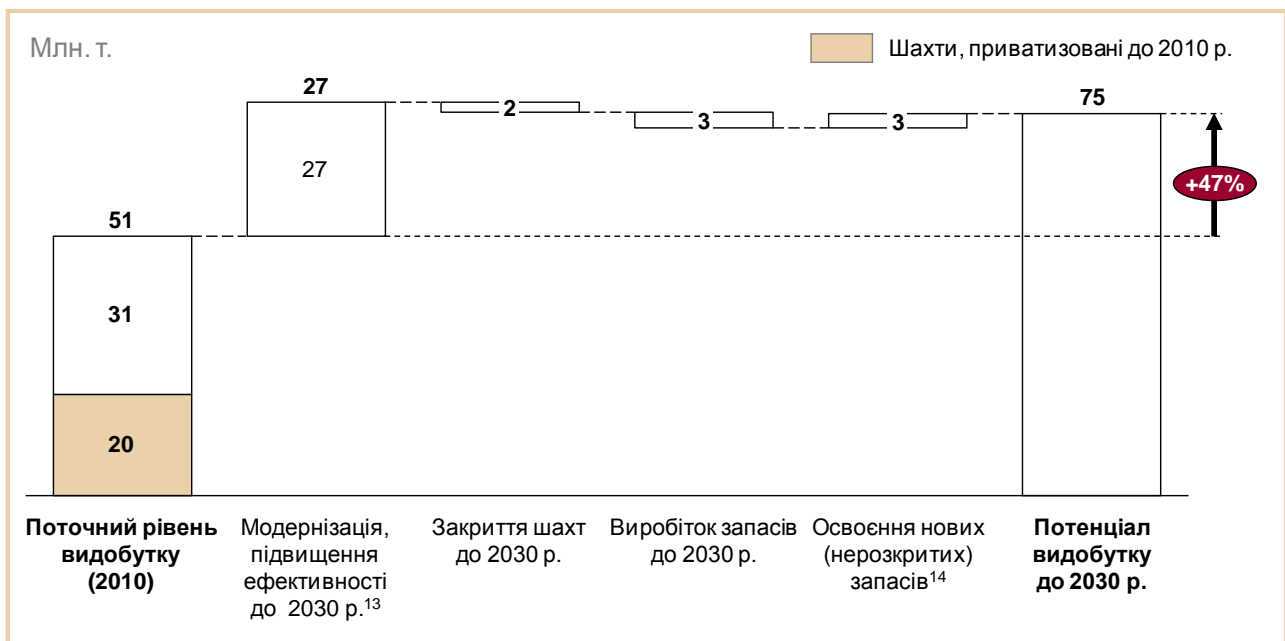 Млн. т.
Шахти, приватизовані до 2010 р.
27
2
3
3
75
27
+47%
51
31
20
Поточний рівень
видобутку
(2010)
Модернізація,
підвищення
ефективності
до 2030 р.13
Закриття шахт
до 2030 р.
Виробіток запасів
до 2030 р.
Освоєння нових
(нерозкритих)
запасів14
Потенціал
видобутку
до 2030 р.